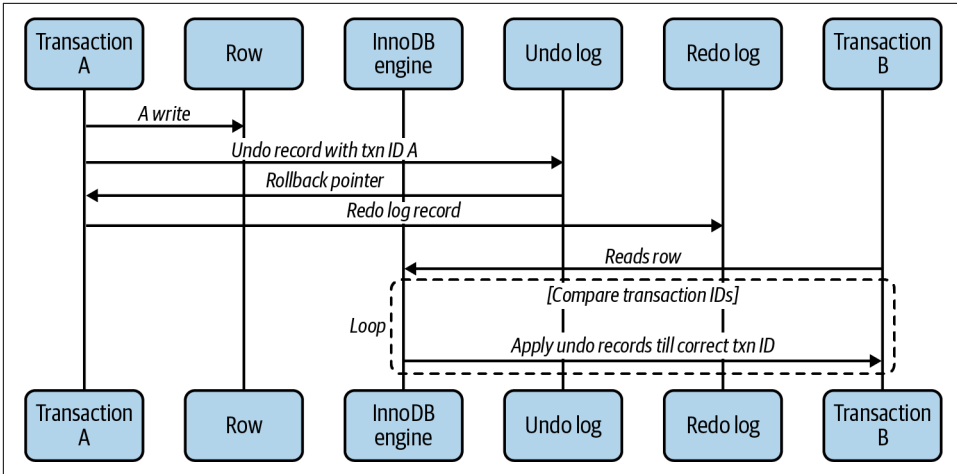 Transaction
A
Row
InnoDB
engine
Undo log
Redo log
Transaction
B
A write
Undo record with txn ID A
Rollback pointer
Redo log record
Reads row
[Compare transaction IDs]
Loop
Apply undo records till correct txn ID
Transaction
A
Row
InnoDB
engine
Undo log
Redo log
Transaction
B